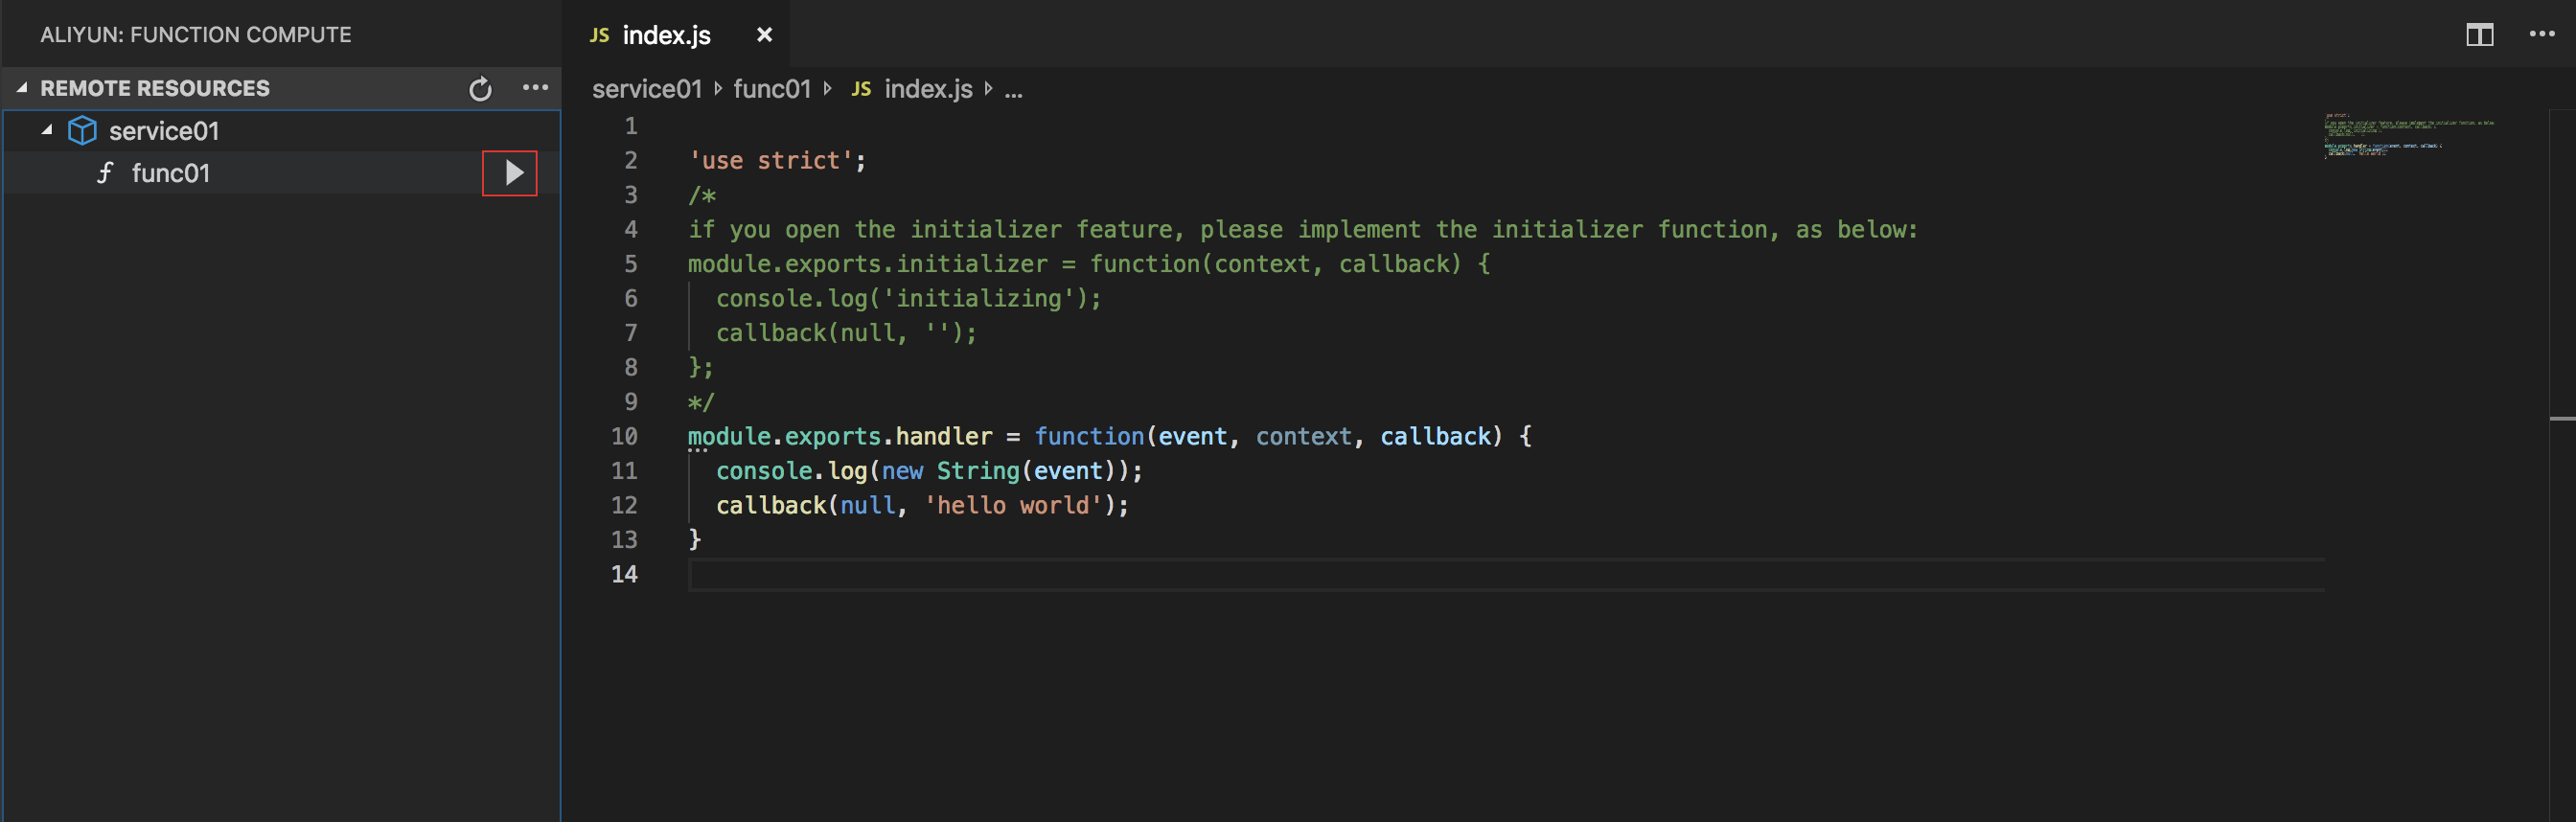 ALIYUN: FUNCTION COMPUTE
REMOTE RESOURCES
service01
func01
JS index.js
service01 func01 JS index.js ...
1
2 'use strict';
3 /*
4 if you open the initializer feature, please implement the initializer function, as below:
5 module.exports.initializer = function(context, callback) {
6 console.log('initializing');
7 callback(null, '');
8 };
9 */
10 module.exports.handler = function(event, context, callback) {
11 console.log(new String(event));
12 callback(null, 'hello world');
13 }
14